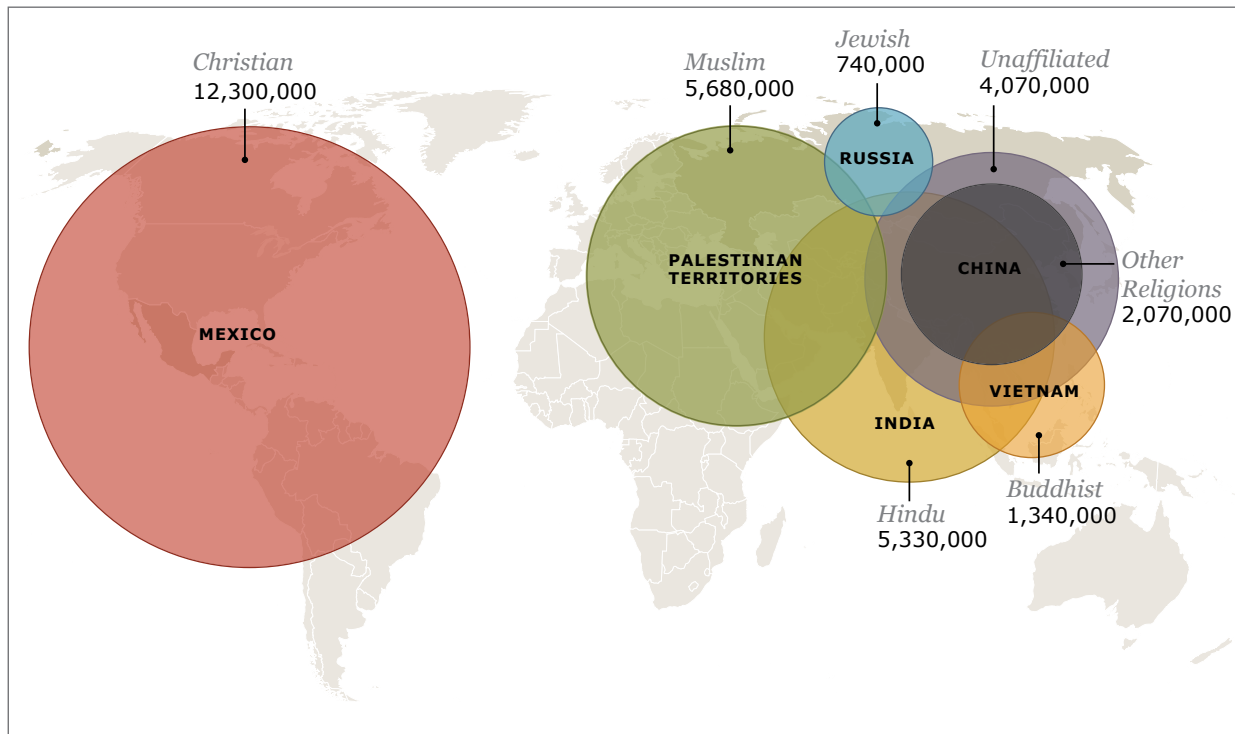 Christian
12,300,000
MEXICO
Muslim
5,680,000
PALESTINIAN
TERRITORIES
Jewish
740,000
RUSSIA
Unaffiliated
4,070,000
CHINA
Other
Religions
2,070,000
VIETNAM
Buddhist
1,340,000
INDIA
Hindu
5,330,000